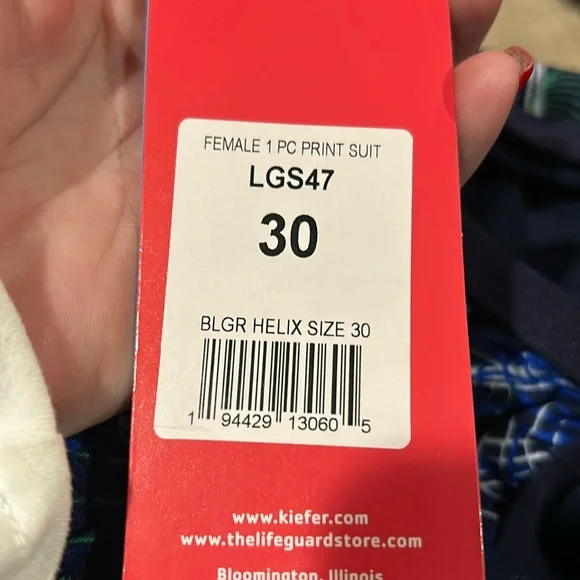 FEMALE 1 PC PRINT SUIT
LGS47
30
BLGR HELIX SIZE 30
1 94429 13060 5
www.kiefer.com
www.thelifeguardstore.com
Bloomington, Illinois